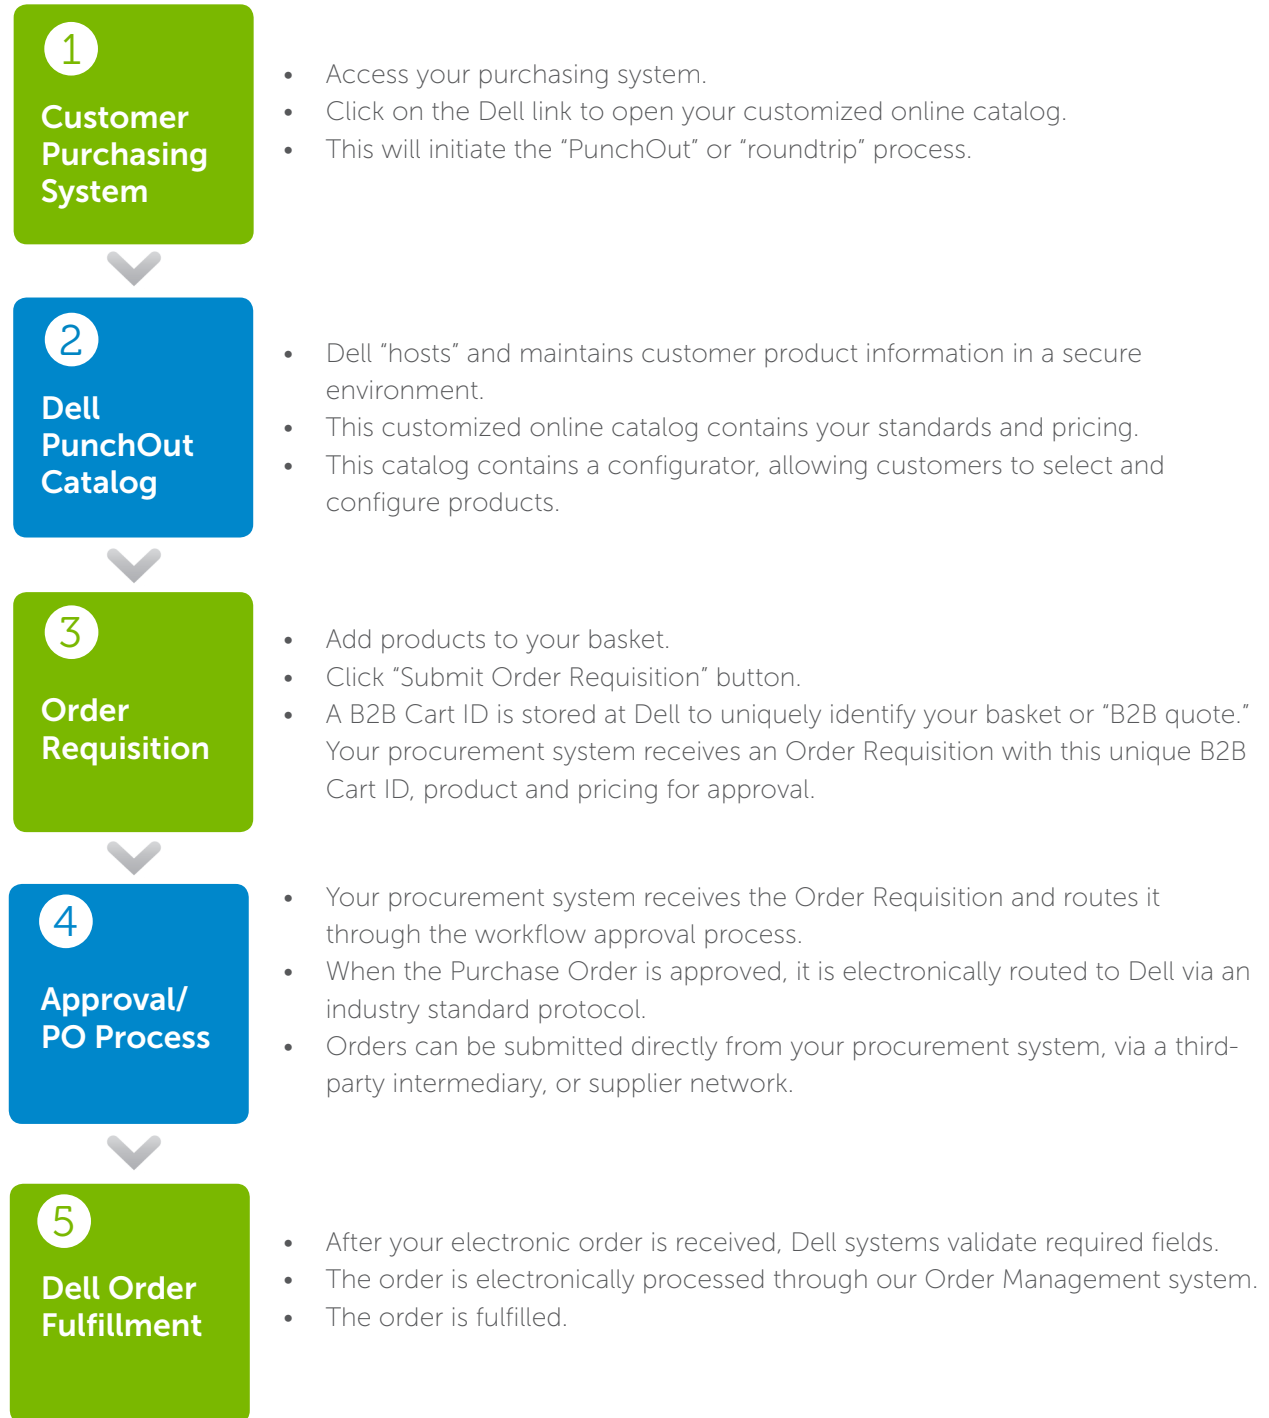 1
Customer
Purchasing
System
• Access your purchasing system.
• Click on the Dell link to open your customized online catalog.
• This will initiate the “PunchOut” or “roundtrip” process.
2
Dell
PunchOut
Catalog
• Dell “hosts” and maintains customer product information in a secure
environment.
• This customized online catalog contains your standards and pricing.
• This catalog contains a configurator, allowing customers to select and
configure products.
3
Order
Requisition
• Add products to your basket.
• Click “Submit Order Requisition” button.
• A B2B Cart ID is stored at Dell to uniquely identify your basket or “B2B quote.”
Your procurement system receives an Order Requisition with this unique B2B
Cart ID, product and pricing for approval.
4
Approval/
PO Process
• Your procurement system receives the Order Requisition and routes it
through the workflow approval process.
• When the Purchase Order is approved, it is electronically routed to Dell via an
industry standard protocol.
• Orders can be submitted directly from your procurement system, via a third-
party intermediary, or supplier network.
5
Dell Order
Fulfillment
• After your electronic order is received, Dell systems validate required fields.
• The order is electronically processed through our Order Management system.
• The order is fulfilled.